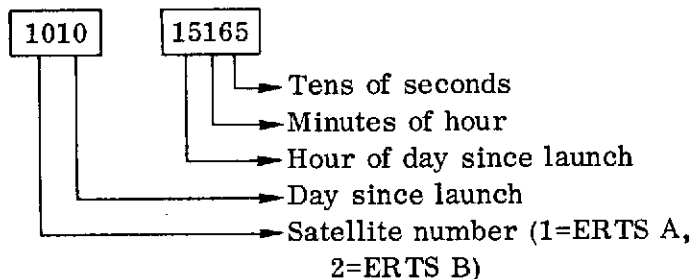 1010 15165
Tens of seconds
Minutes of hour
Hour of day since launch
Day since launch
Satellite number (1=ERTS A,
2=ERTS B)